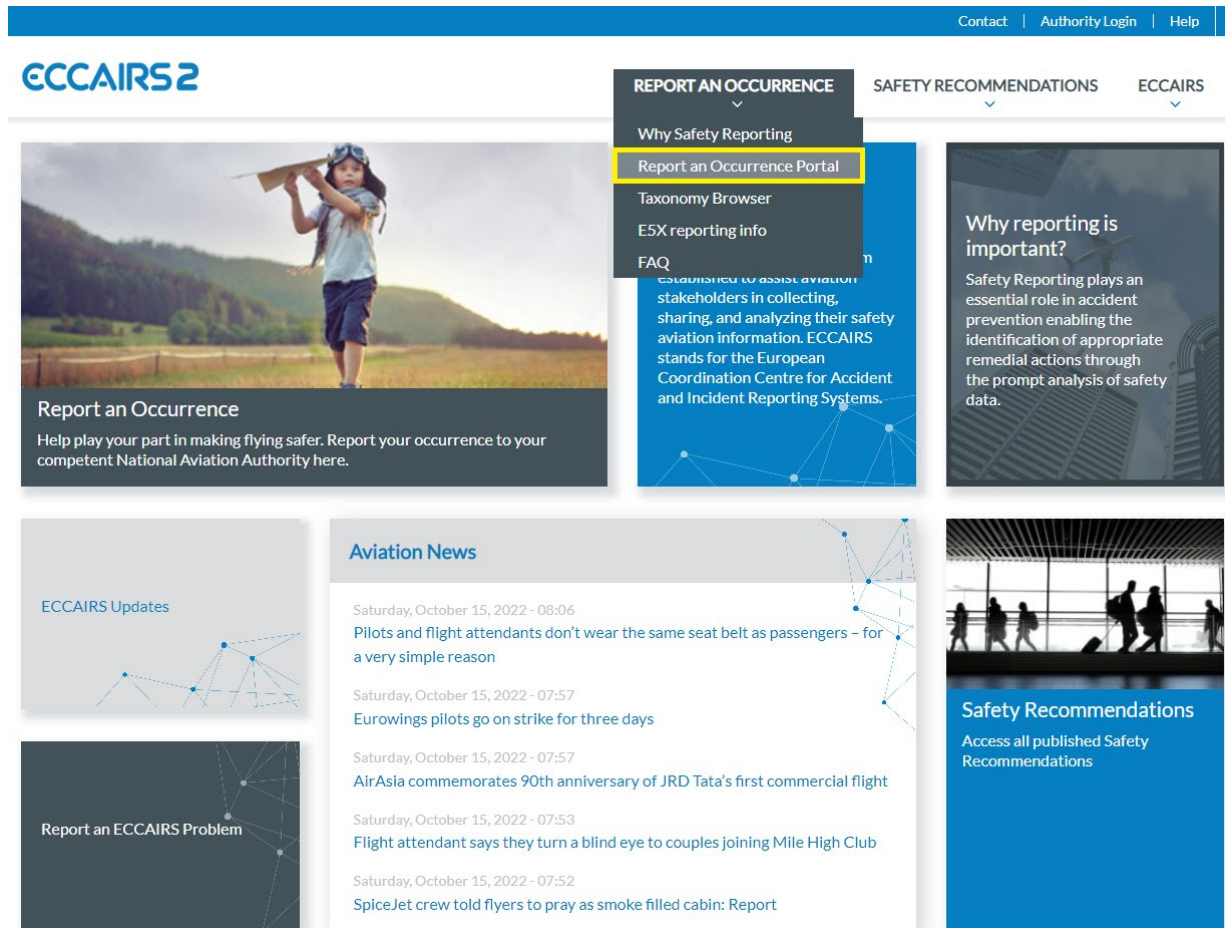 Contact | Authority Login | Help
ECCAIRS2
REPORT AN OCCURRENCE
SAFETY RECOMMENDATIONS
ECCAIRS
Why Safety Reporting
Report an Occurrence Portal
Taxonomy Browser
E5X reporting info
FAQ
Report an Occurrence
Help play your part in making flying safer. Report your occurrence to your
competent National Aviation Authority here.
established to assist aviation
stakeholders in collecting,
sharing, and analyzing their safety
aviation information. ECCAIRS
stands for the European
Coordination Centre for Accident
and Incident Reporting Systems.
Why reporting is
important?
Safety Reporting plays an
essential role in accident
prevention enabling the
identification of appropriate
remedial actions through
the prompt analysis of safety
data.
ECCAIRS Updates
Report an ECCAIRS Problem
Aviation News
Saturday, October 15, 2022 - 08:06
Pilots and flight attendants don’t wear the same seat belt as passengers – for
a very simple reason
Saturday, October 15, 2022 - 07:57
Eurowings pilots go on strike for three days
Saturday, October 15, 2022 - 07:57
AirAsia commemorates 90th anniversary of JRD Tata’s first commercial flight
Saturday, October 15, 2022 - 07:53
Flight attendant says they turn a blind eye to couples joining Mile High Club
Saturday, October 15, 2022 - 07:52
SpiceJet crew told flyers to pray as smoke filled cabin: Report
Safety Recommendations
Access all published Safety
Recommendations